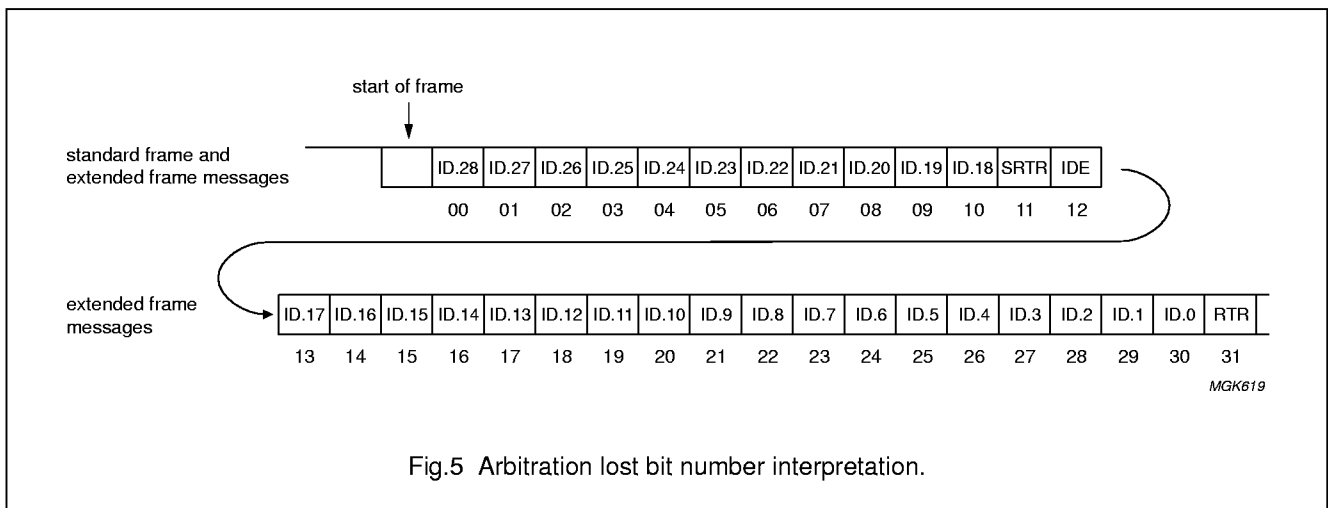 start of frame
standard frame and
extended frame messages
ID.28 ID.27 ID.26 ID.25 ID.24 ID.23 ID.22 ID.21 ID.20 ID.19 ID.18 SRTR IDE
00 01 02 03 04 05 06 07 08 09 10 11 12
extended frame
messages
ID.17 ID.16 ID.15 ID.14 ID.13 ID.12 ID.11 ID.10 ID.9 ID.8 ID.7 ID.6 ID.5 ID.4 ID.3 ID.2 ID.1 ID.0 RTR
13 14 15 16 17 18 19 20 21 22 23 24 25 26 27 28 29 30 31
MGK619
Fig.5 Arbitration lost bit number interpretation.